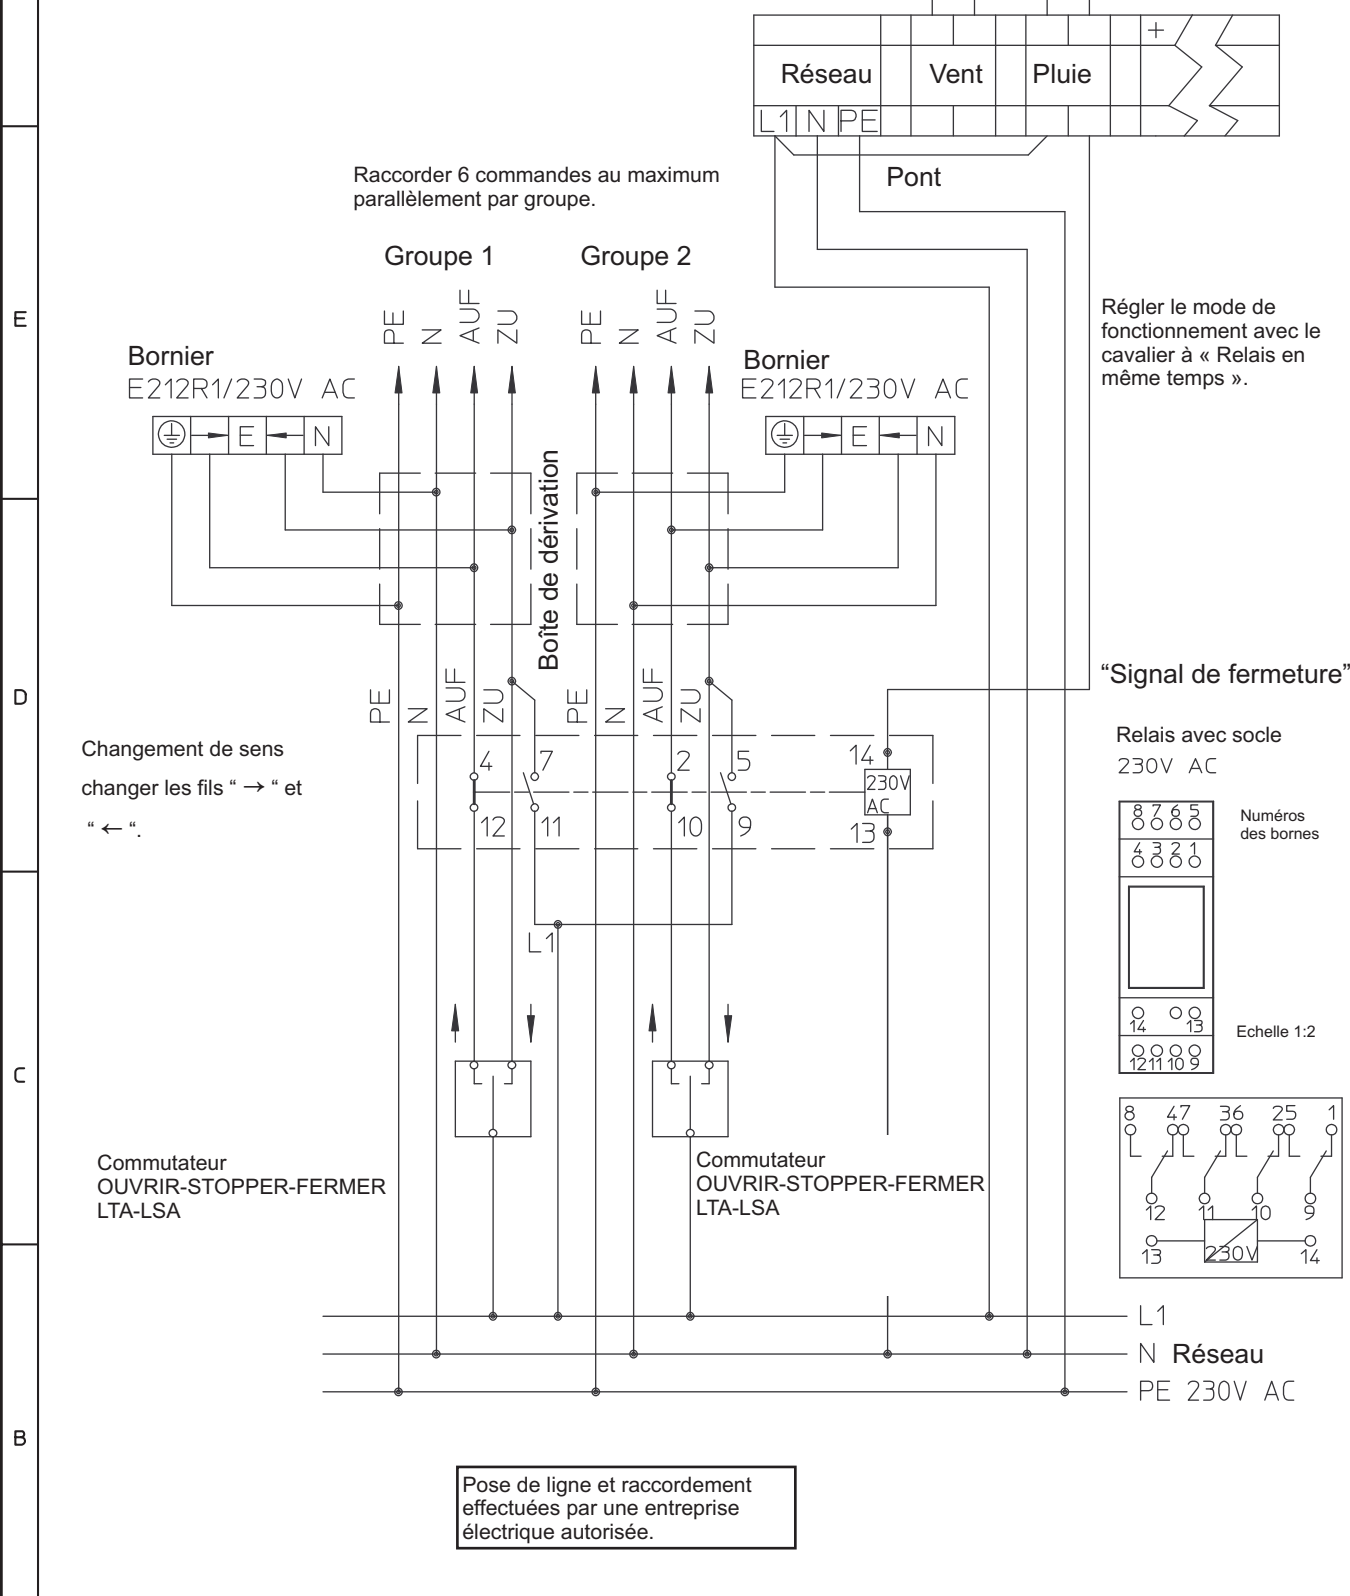 +
Réseau Vent Pluie
L1 N PE
Pont
Raccorder 6 commandes au maximum
parallèlement par groupe.
Groupe 1 Groupe 2
PE N AUF ZU PE N AUF ZU
E
Régler le mode de
fonctionnement avec le
cavalier à « Relais en
même temps ».
Bornier
E212R1/230V AC
E N
Bornier
E212R1/230V AC
E N
Boîte de dérivation
PE N AUF ZU PE N AUF ZU
D
“Signal de fermeture”
Changement de sens
changer les fils “ → “ et
“ ← “.
4 7 2 5 14
230V
AC
12 11 10 9 13
L1
Relais avec socle
230V AC
8 7 6 5
4 3 2 1
Numéros
des bornes
14 13
12 11 10 9
Echelle 1:2
C
8 47 36 25 1
12 11 10 9
13 230V 14
Commutateur
OUVRIR-STOPPER-FERMER
LTA-LSA
Commutateur
OUVRIR-STOPPER-FERMER
LTA-LSA
L1
N Réseau
PE 230V AC
B
Pose de ligne et raccordement
effectuées par une entreprise
électrique autorisée.